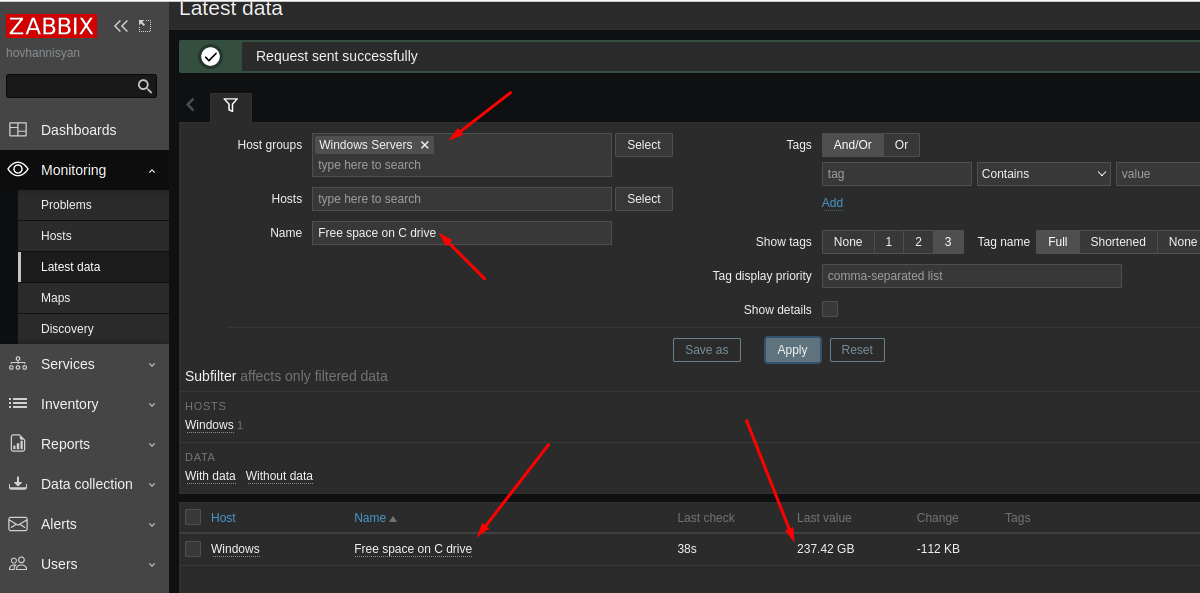 Latest data
ZABBIX
hovhannisyan
Dashboards
Monitoring
Problems
Hosts
Latest data
Maps
Discovery
Services
Inventory
Reports
Data collection
Alerts
Users
Request sent successfully
Host groups
Windows Servers
type here to search
Select
Hosts
type here to search
Select
Name
Free space on C drive
Tags
And/Or Or
tag Contains value
Add
Show tags None 1 2 3 Tag name Full Shortened None
Tag display priority comma-separated list
Show details
Save as Apply Reset
Subfilter affects only filtered data
HOSTS
Windows 1
DATA
With data Without data
Host Name Last check Last value Change Tags
Windows Free space on C drive 38s 237.42 GB -112 KB